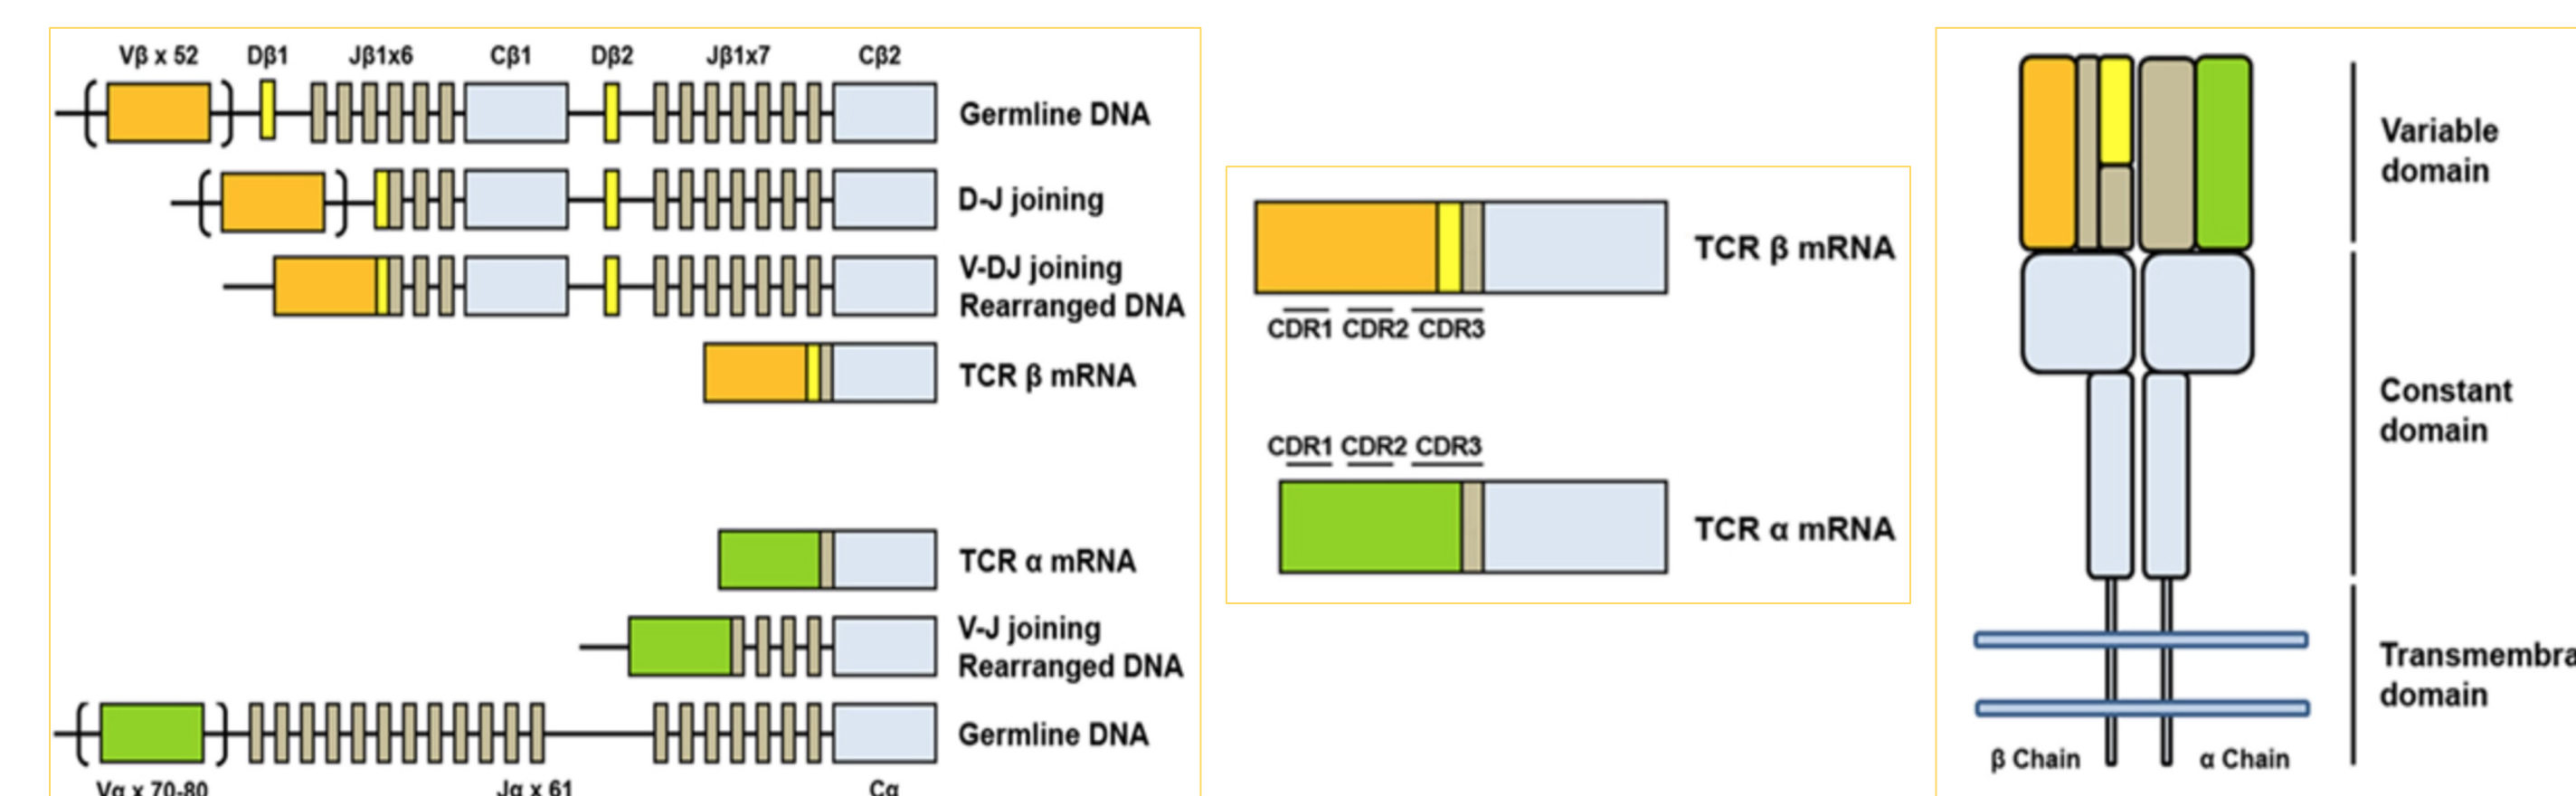 Vβ x 52 Dβ1 Jβ1x6 Cβ1 Dβ2 Jβ1x7 Cβ2
Germline DNA
D-J joining
V-DJ joining
Rearranged DNA
TCR β mRNA
TCR α mRNA
V-J joining
Rearranged DNA
Germline DNA
Vα x 70-80 Jα x 61 Cα
TCR β mRNA
CDR1 CDR2 CDR3
CDR1 CDR2 CDR3
TCR α mRNA
Variable
domain
Constant
domain
Transmembra
domain
β Chain α Chain